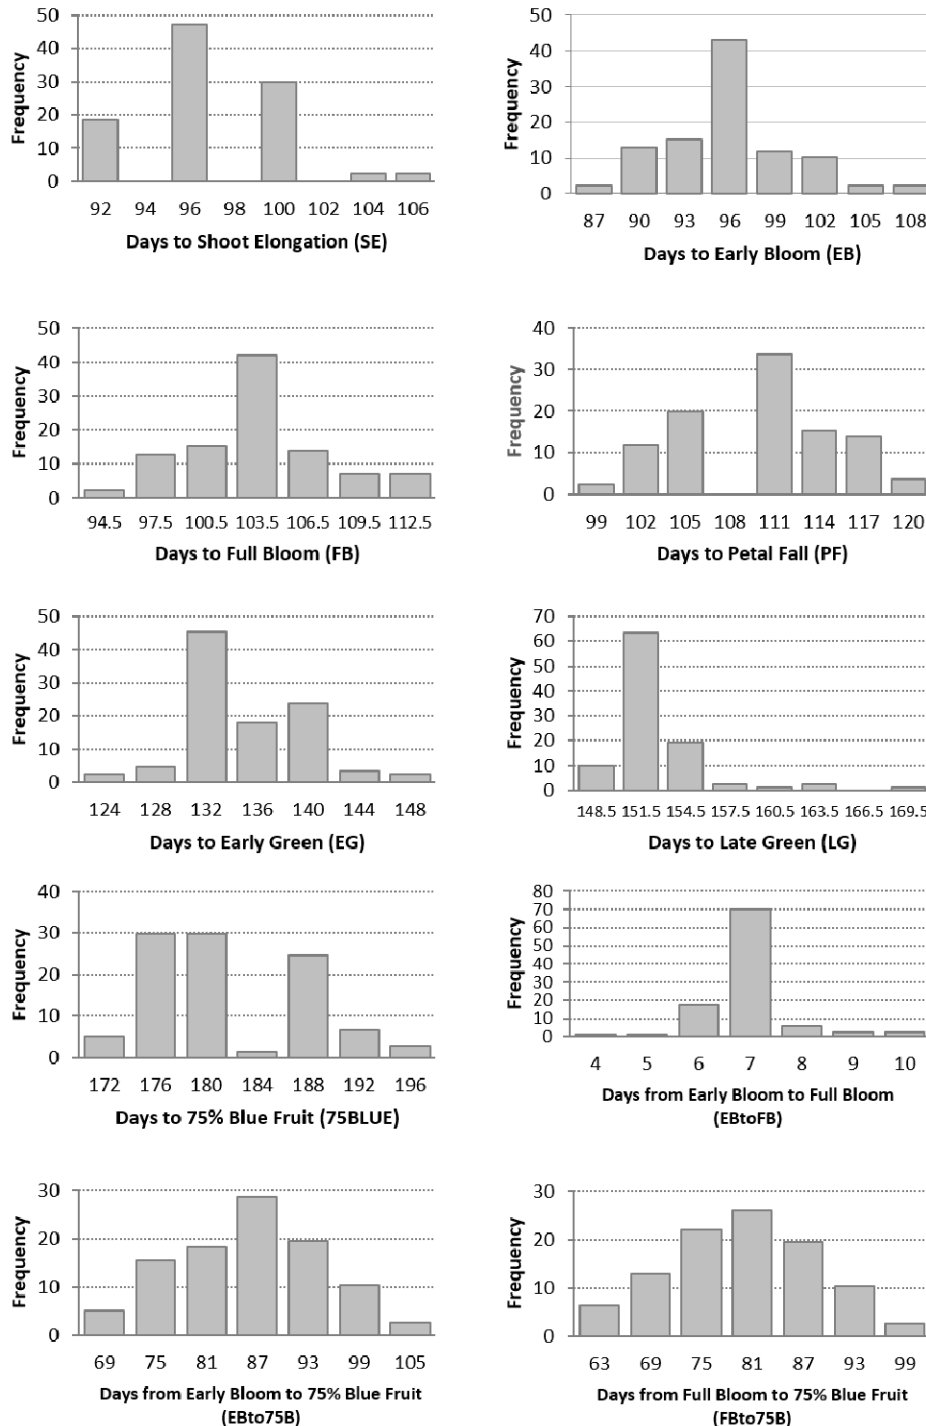 50
40
30
20
10
0
Frequency
92 94 96 98 100 102 104 106
Days to Shoot Elongation (SE)
50
40
30
20
10
0
Frequency
87 90 93 96 99 102 105 108
Days to Early Bloom (EB)
50
40
30
20
10
0
Frequency
94.5 97.5 100.5 103.5 106.5 109.5 112.5
Days to Full Bloom (FB)
40
30
20
10
0
Frequency
99 102 105 108 111 114 117 120
Days to Petal Fall (PF)
50
40
30
20
10
0
Frequency
124 128 132 136 140 144 148
Days to Early Green (EG)
70
60
50
40
30
20
10
0
Frequency
148.5 151.5 154.5 157.5 160.5 163.5 166.5 169.5
Days to Late Green (LG)
40
30
20
10
0
Frequency
172 176 180 184 188 192 196
Days to 75% Blue Fruit (75BLUE)
80
70
60
50
40
30
20
10
0
Frequency
4 5 6 7 8 9 10
Days from Early Bloom to Full Bloom
(EBtoFB)
30
20
10
0
Frequency
69 75 81 87 93 99 105
Days from Early Bloom to 75% Blue Fruit
(EBto75B)
30
20
10
0
Frequency
63 69 75 81 87 93 99
Days from Full Bloom to 75% Blue Fruit
(FBto75B)